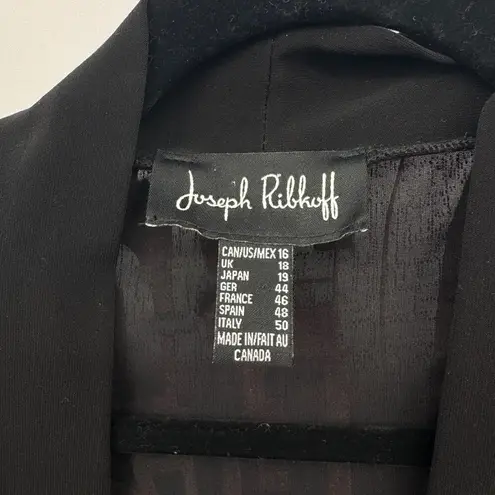 Joseph Ribkoff
CAN/US/MEX 16
UK 18
JAPAN 19
GER 44
FRANCE 46
SPAIN 48
ITALY 50
MADE IN/FAIT AU
CANADA